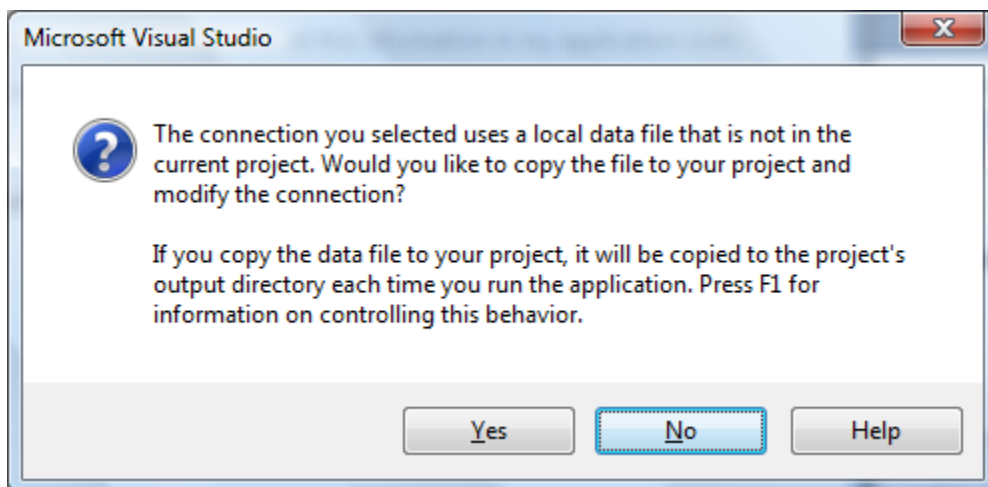 Microsoft Visual Studio
The connection you selected uses a local data file that is not in the
current project. Would you like to copy the file to your project and
modify the connection?
If you copy the data file to your project, it will be copied to the project's
output directory each time you run the application. Press F1 for
information on controlling this behavior.
Yes No Help